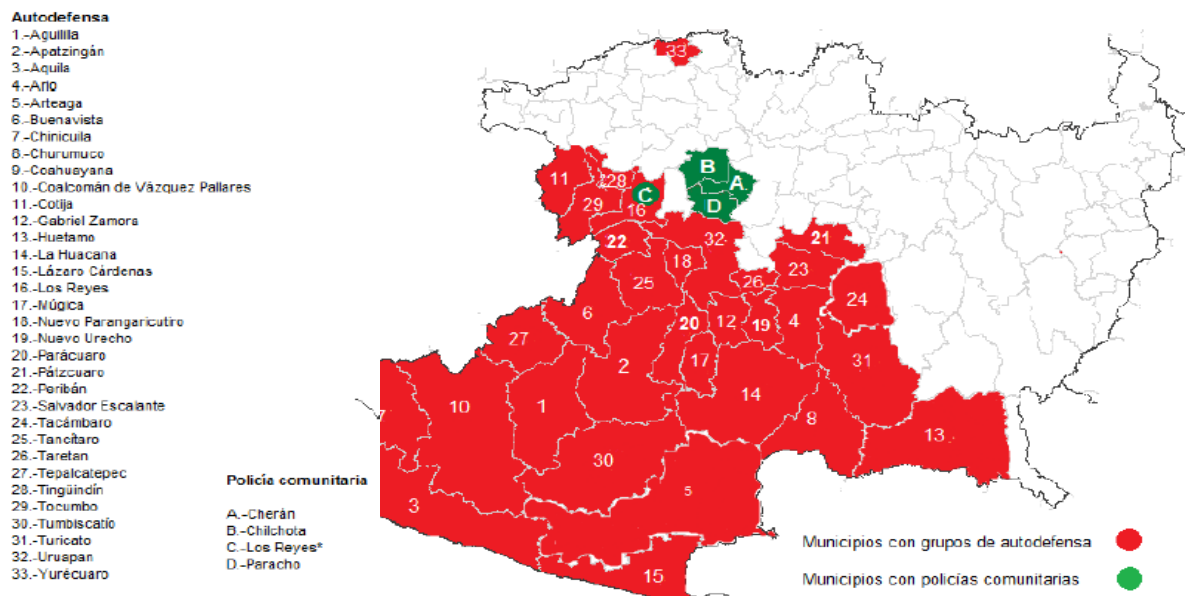 Autodefensa
1.-Aguililla
2.-Apatzingán
3.-Aquila
4.-Ario
5.-Arteaga
6.-Buenavista
7.-Chinicuila
8.-Churumuco
9.-Coahuayana
10.-Coalcomán de Vázquez Pallares
11.-Cotija
12.-Gabriel Zamora
13.-Huetamo
14.-La Huacana
15.-Lázaro Cárdenas
16.-Los Reyes
17.-Múgica
18.-Nuevo Parangaricutiro
19.-Nuevo Urecho
20.-Parácuaro
21.-Pátzcuaro
22.-Peribán
23.-Salvador Escalante
24.-Tacámbaro
25.-Tancítaro
26.-Taretan
27.-Tepalcatepec
28.-Tingüindín
29.-Tocumbo
30.-Tumbiscatío
31.-Turicato
32.-Uruapan
33.-Yurécuaro
Policía comunitaria
A.-Cherán
B.-Chilchota
C.-Los Reyes*
D.-Paracho
33
B
A
11
28
C
D
29
16
22
32
21
18
23
26
25
24
6
20
12
19
4
27
2
17
31
7
10
1
14
8
13
30
5
3
15
Municipios con grupos de autodefensa
Municipios con policías comunitarias